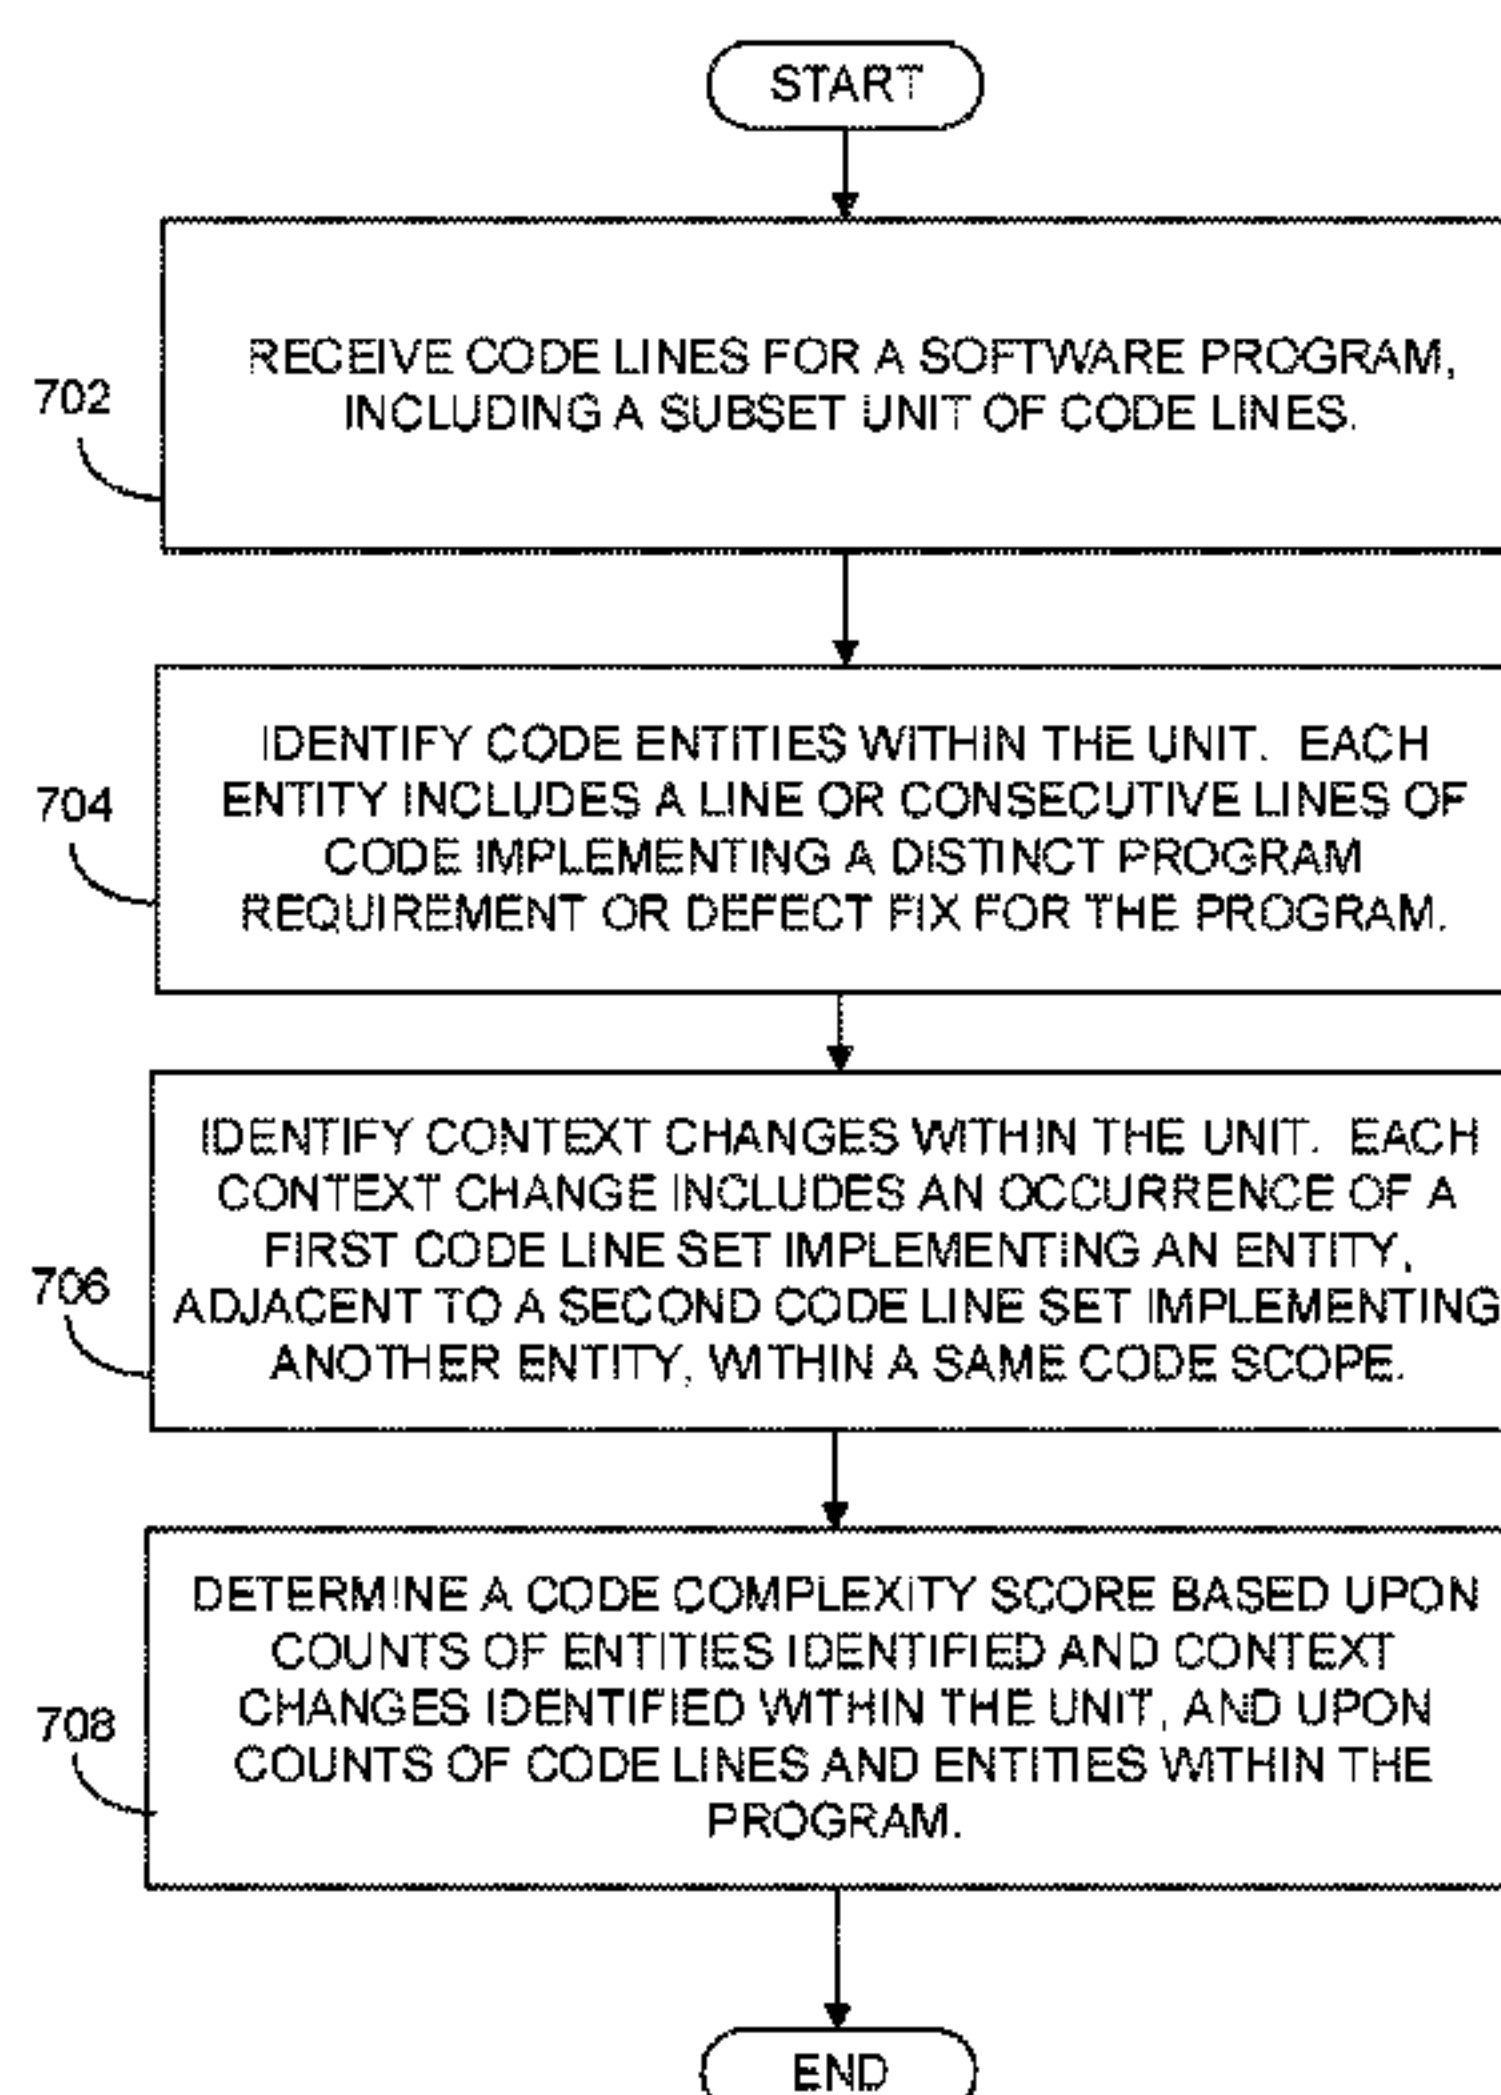 START
RECEIVE CODE LINES FOR A SOFTWARE PROGRAM,
INCLUDING A SUBSET UNIT OF CODE LINES.
702
IDENTIFY CODE ENTITIES WITHIN THE UNIT. EACH
ENTITY INCLUDES A LINE OR CONSECUTIVE LINES OF
CODE IMPLEMENTING A DISTINCT PROGRAM
REQUIREMENT OR DEFECT FIX FOR THE PROGRAM.
704
IDENTIFY CONTEXT CHANGES WITHIN THE UNIT. EACH
CONTEXT CHANGE INCLUDES AN OCCURRENCE OF A
FIRST CODE LINE SET IMPLEMENTING AN ENTITY,
ADJACENT TO A SECOND CODE LINE SET IMPLEMENTING
ANOTHER ENTITY, WITHIN A SAME CODE SCOPE.
706
DETERMINE A CODE COMPLEXITY SCORE BASED UPON
COUNTS OF ENTITIES IDENTIFIED AND CONTEXT
CHANGES IDENTIFIED WITHIN THE UNIT, AND UPON
COUNTS OF CODE LINES AND ENTITIES WITHIN THE
PROGRAM.
708
END